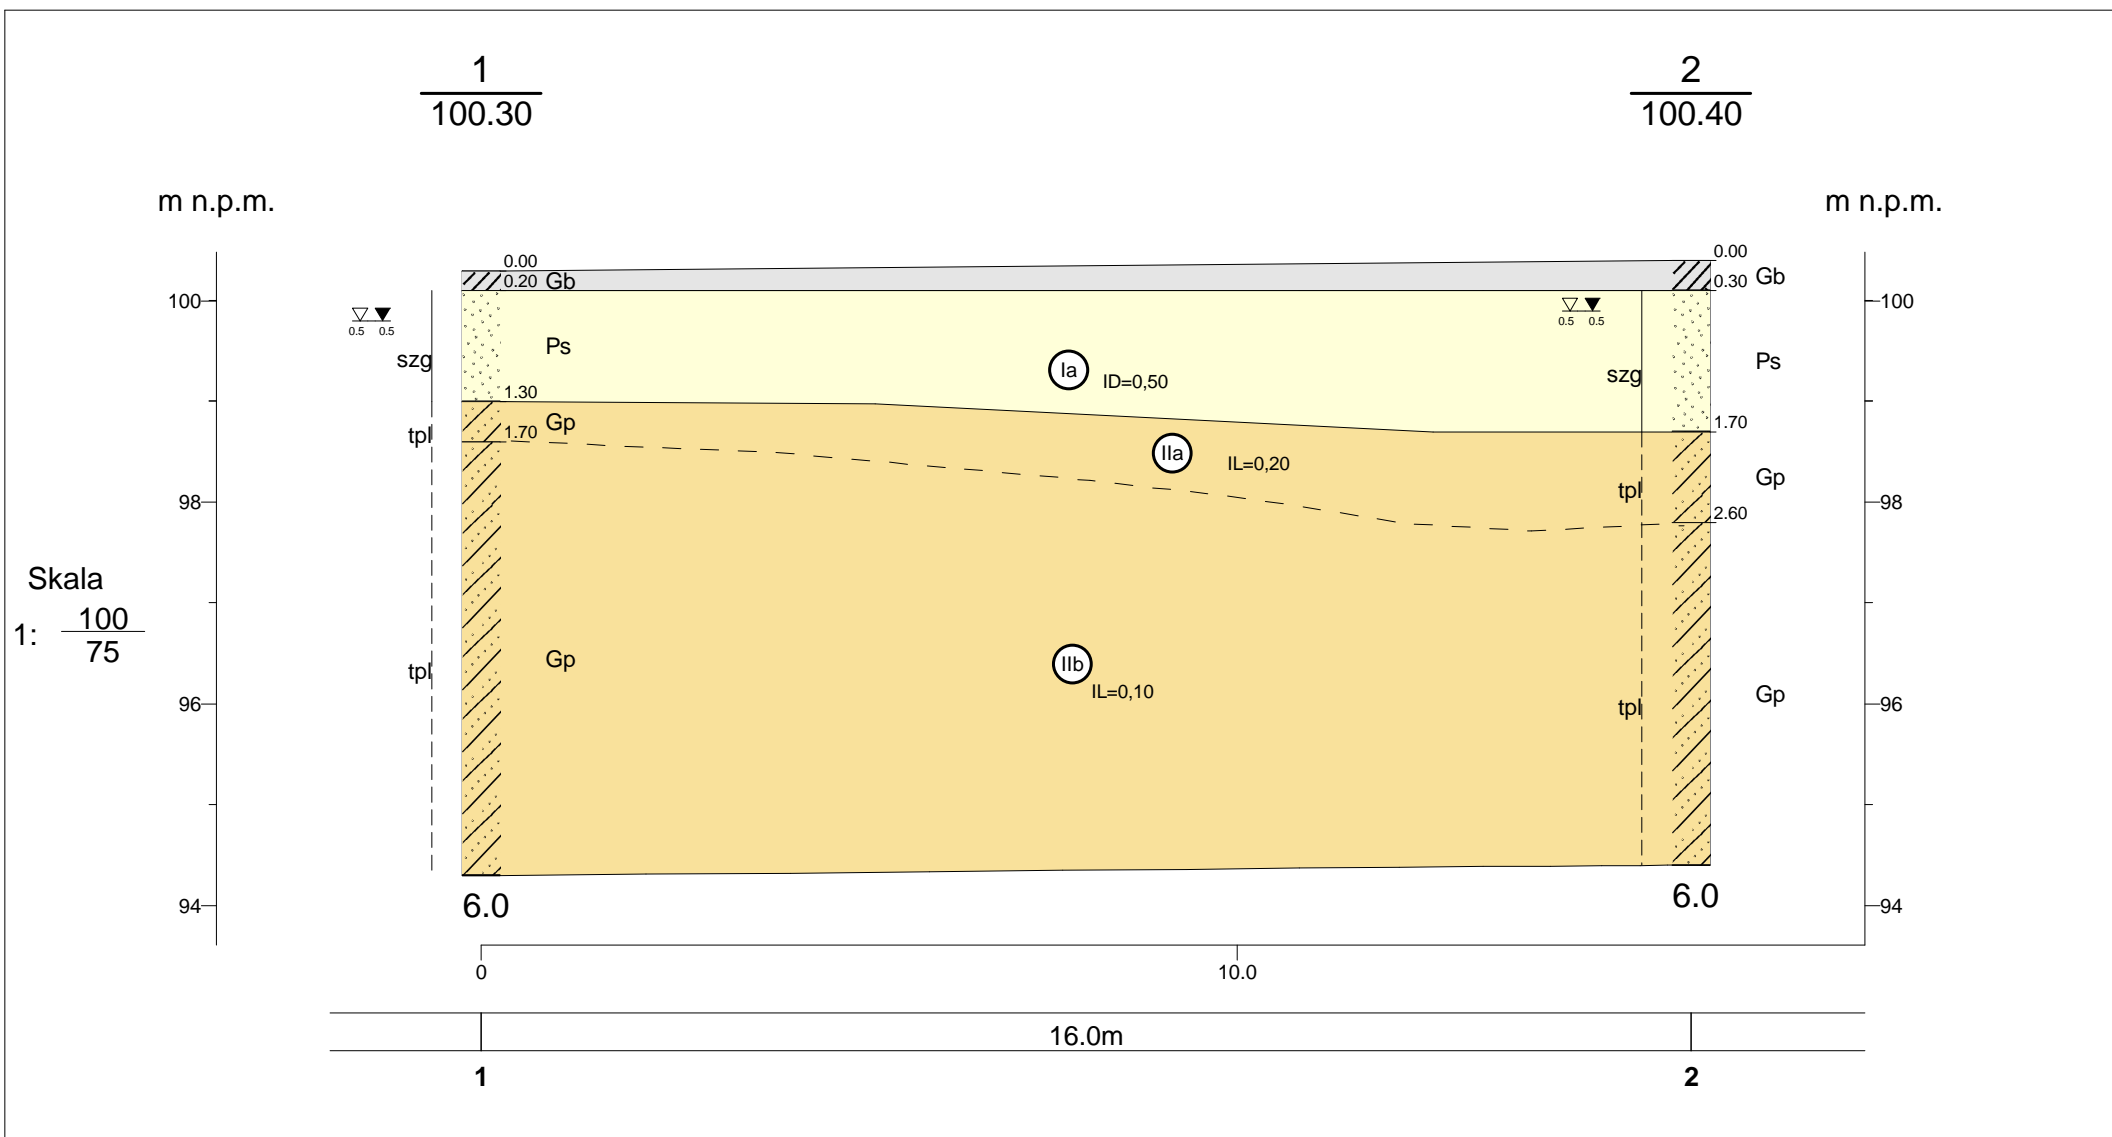 1 2
100.30 100.40
m n.p.m. m n.p.m.
0.00 0.00
0.20 Gb 0.30 Gb
100 100
0.5 0.5 0.5 0.5
szg Ps Ia ID=0,50 szg Ps
1.30
tpl Gp 1.70
1.70 IIa IL=0,20 Gp
98 tpl 98
2.60
Skala
1: 100
75
tpl Gp IIb
IL=0,10 tpl Gp
96 96
94 94
6.0 6.0
0 10.0
16.0m
1 2